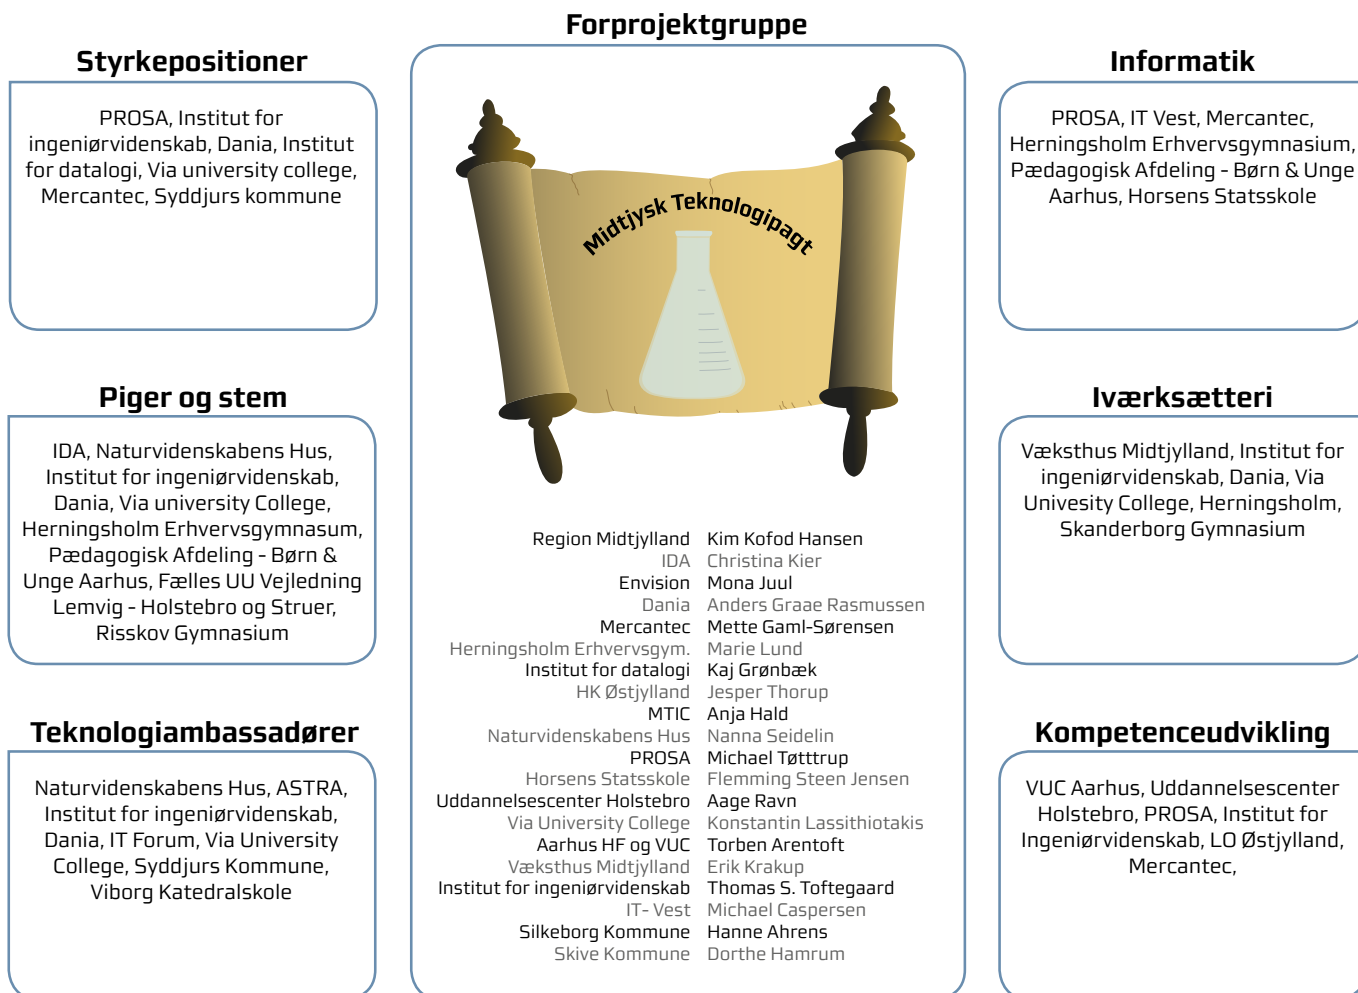 Forprojektgruppe
Styrkepositioner
PROSA, Institut for
ingeniørvidenskab, Dania, Institut
for datalogi, Via university college,
Mercantec, Syddjurs kommune
Piger og stem
IDA, Naturvidenskabens Hus,
Institut for ingeniørvidenskab,
Dania, Via university College,
Herningsholm Erhvervsgymnasum,
Pædagogisk Afdeling - Børn &
Unge Aarhus, Fælles UU Vejledning
Lemvig - Holstebro og Struer,
Risskov Gymnasium
Teknologiambassadører
Naturvidenskabens Hus, ASTRA,
Institut for ingeniørvidenskab,
Dania, IT Forum, Via University
College, Syddjurs Kommune,
Viborg Katedralskole
Midtjysk Teknologipagt
Region Midtjylland Kim Kofod Hansen
IDA Christina Kier
Envision Mona Juul
Dania Anders Graae Rasmussen
Mercantec Mette Gaml-Sørensen
Herningsholm Erhvervsgym. Marie Lund
Institut for datalogi Kaj Grønbæk
HK Østjylland Jesper Thorup
MTIC Anja Hald
Naturvidenskabens Hus Nanna Seidelin
PROSA Michael Tøtttrup
Horsens Statsskole Flemming Steen Jensen
Uddannelsescenter Holstebro Aage Ravn
Via University College Konstantin Lassithiotakis
Aarhus HF og VUC Torben Arentoft
Væksthus Midtjylland Erik Krakup
Institut for ingeniørvidenskab Thomas S. Toftegaard
IT- Vest Michael Caspersen
Silkeborg Kommune Hanne Ahrens
Skive Kommune Dorthe Hamrum
Informatik
PROSA, IT Vest, Mercantec,
Herningsholm Erhvervsgymnasium,
Pædagogisk Afdeling - Børn & Unge
Aarhus, Horsens Statsskole
Iværksætteri
Væksthus Midtjylland, Institut for
ingeniørvidenskab, Dania, Via
Univesity College, Herningsholm,
Skanderborg Gymnasium
Kompetenceudvikling
VUC Aarhus, Uddannelsescenter
Holstebro, PROSA, Institut for
Ingeniørvidenskab, LO Østjylland,
Mercantec,